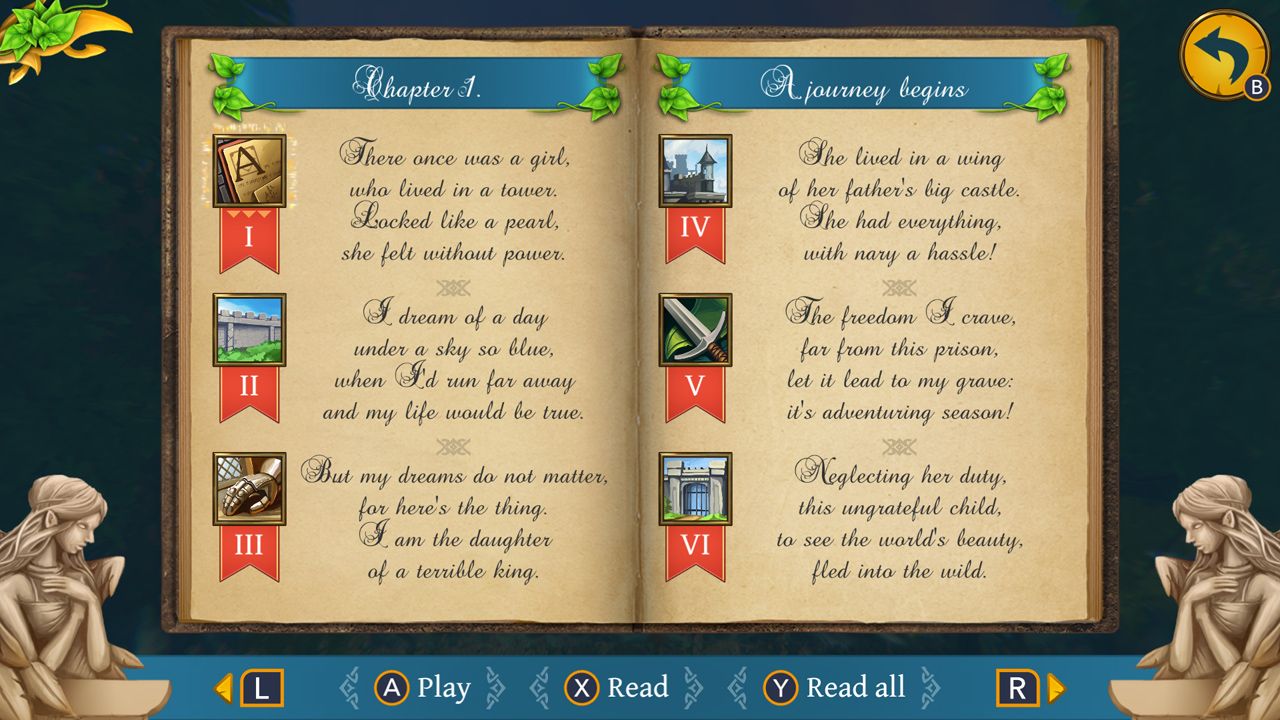 B
Chapter 1.
A
I
There once was a girl,
who lived in a tower.
Locked like a pearl,
she felt without power.
II
I dream of a day
under a sky so blue,
when I'd run far away
and my life would be true.
III
But my dreams do not matter,
for here's the thing.
I am the daughter
of a terrible king.
A journey begins
IV
She lived in a wing
of her father's big castle.
She had everything,
with nary a hassle!
V
The freedom I crave,
far from this prison,
let it lead to my grave:
it's adventuring season!
VI
Neglecting her duty,
this ungrateful child,
to see the world's beauty,
fled into the wild.
L
A Play
X Read
Y Read all
R